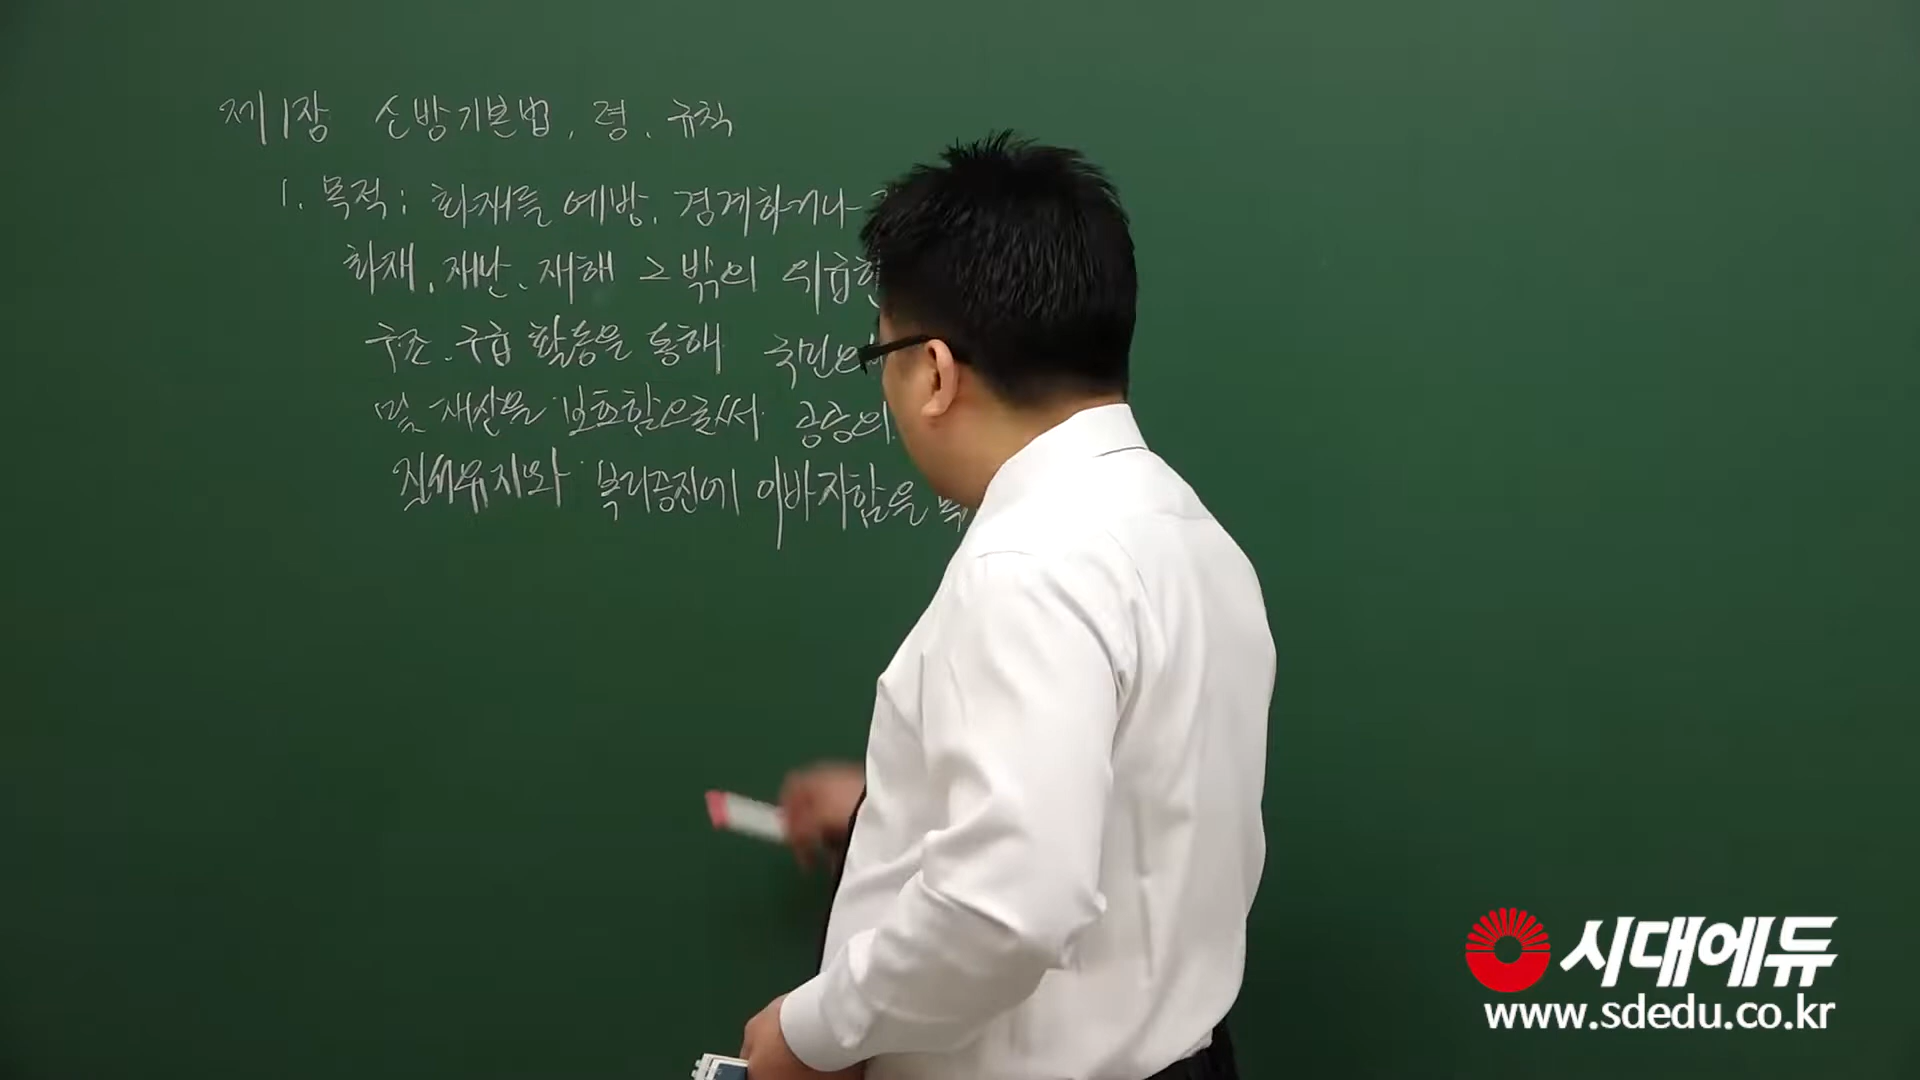 제1장 소방기본법, 령, 규칙
1. 목적 : 화재를 예방, 경계하거나
화재, 재난, 재해 그 밖의 위급한
구조, 구급 활동을 통해 국민의
및 재산을 보호함으로써 공공의
질서유지와 복리증진에 이바지함을 목
시대에듀
www.sdedu.co.kr